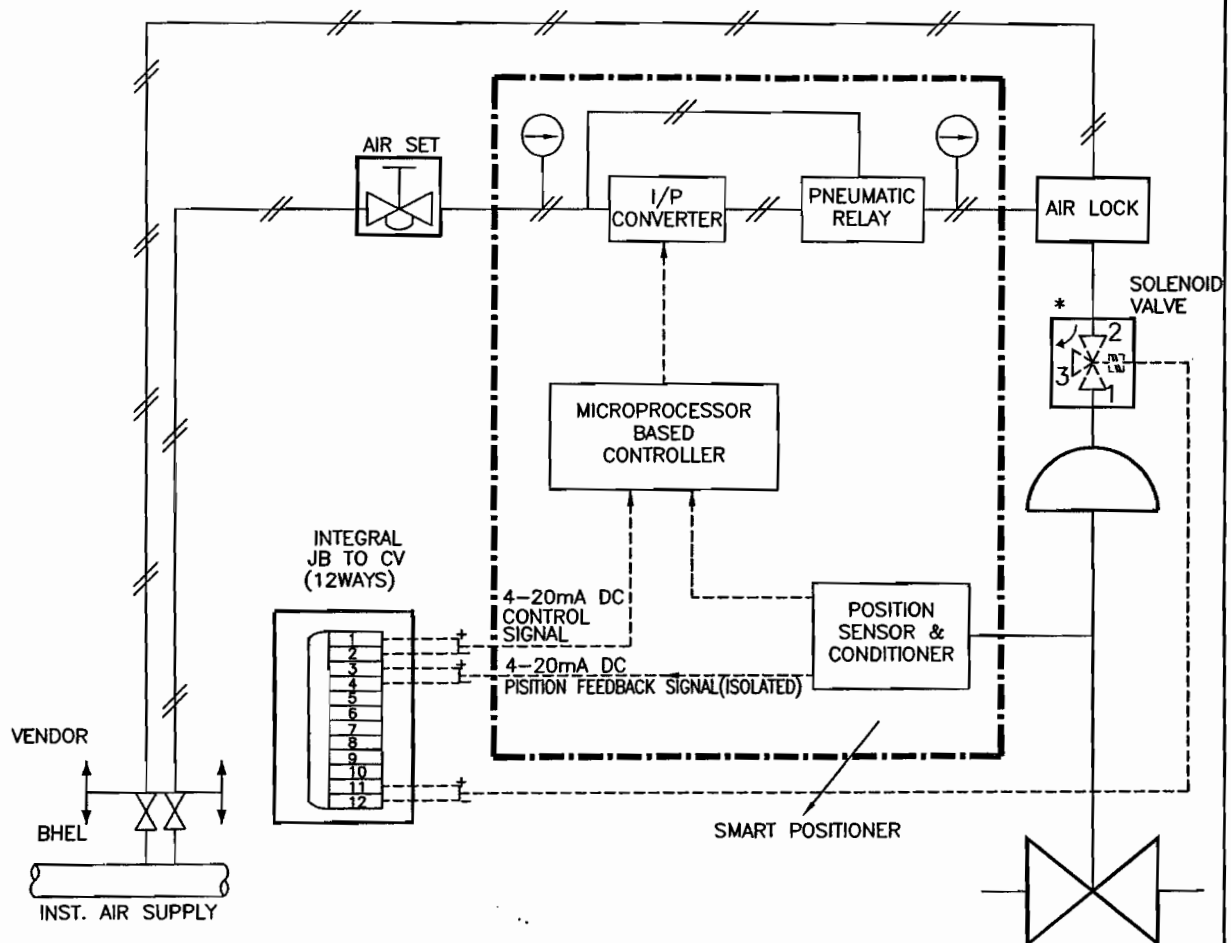 AIR SET
I/P
CONVERTER
PNEUMATIC
RELAY
AIR LOCK
SOLENOID
VALVE
*
2
3
1
MICROPROCESSOR
BASED
CONTROLLER
INTEGRAL
JB TO CV
(12WAYS)
4-20mA DC
CONTROL
SIGNAL
POSITION
SENSOR &
CONDITIONER
1
2
3
4
5
6
7
8
9
10
11
12
+
-
+
-
4-20mA DC
PISITION FEEDBACK SIGNAL(ISOLATED)
+
-
VENDOR
BHEL
SMART POSITIONER
INST. AIR SUPPLY